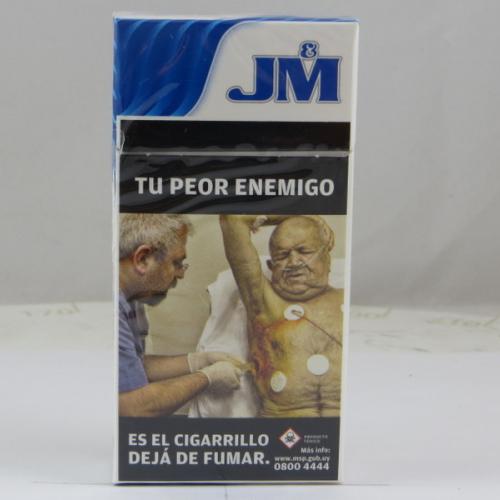 J&M
TU PEOR ENEMIGO
ES EL CIGARRILLO
DEJÁ DE FUMAR.
PRODUCTO
TÓXICO
Más info:
www.msp.gub.uy
0800 4444